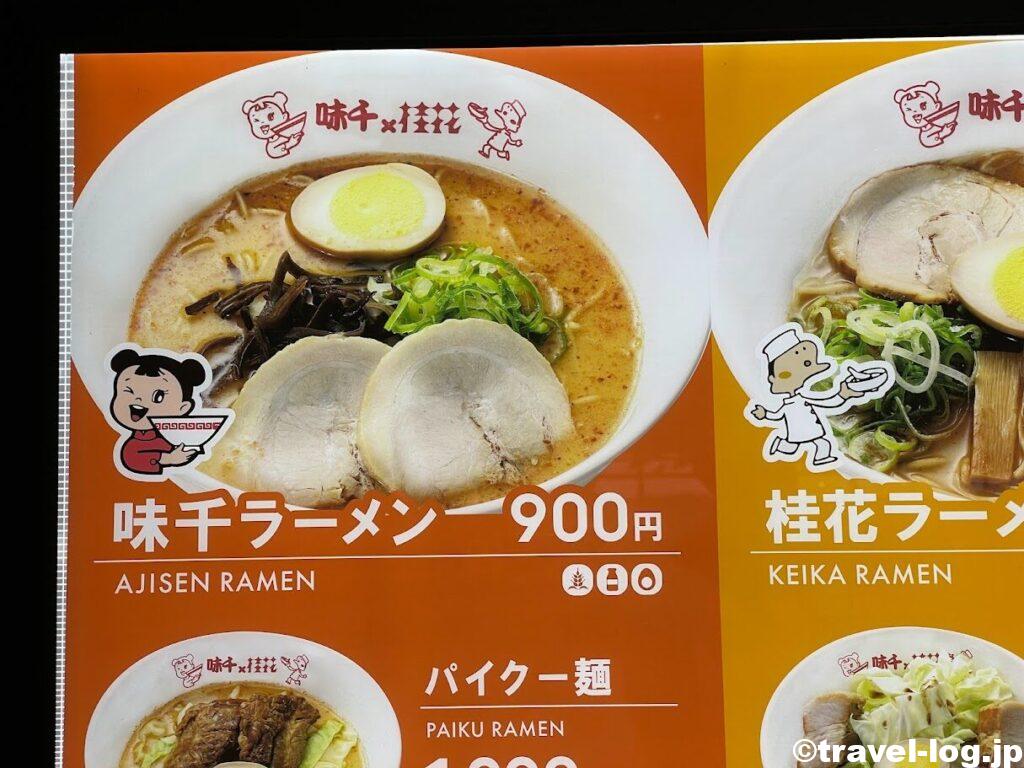 味千×桂花
味千
味千ラーメン 900円
AJISEN RAMEN
桂花ラーメ
KEIKA RAMEN
味千×桂花
味千×桂花
パイクー麺
PAIKU RAMEN
©travel-log.jp